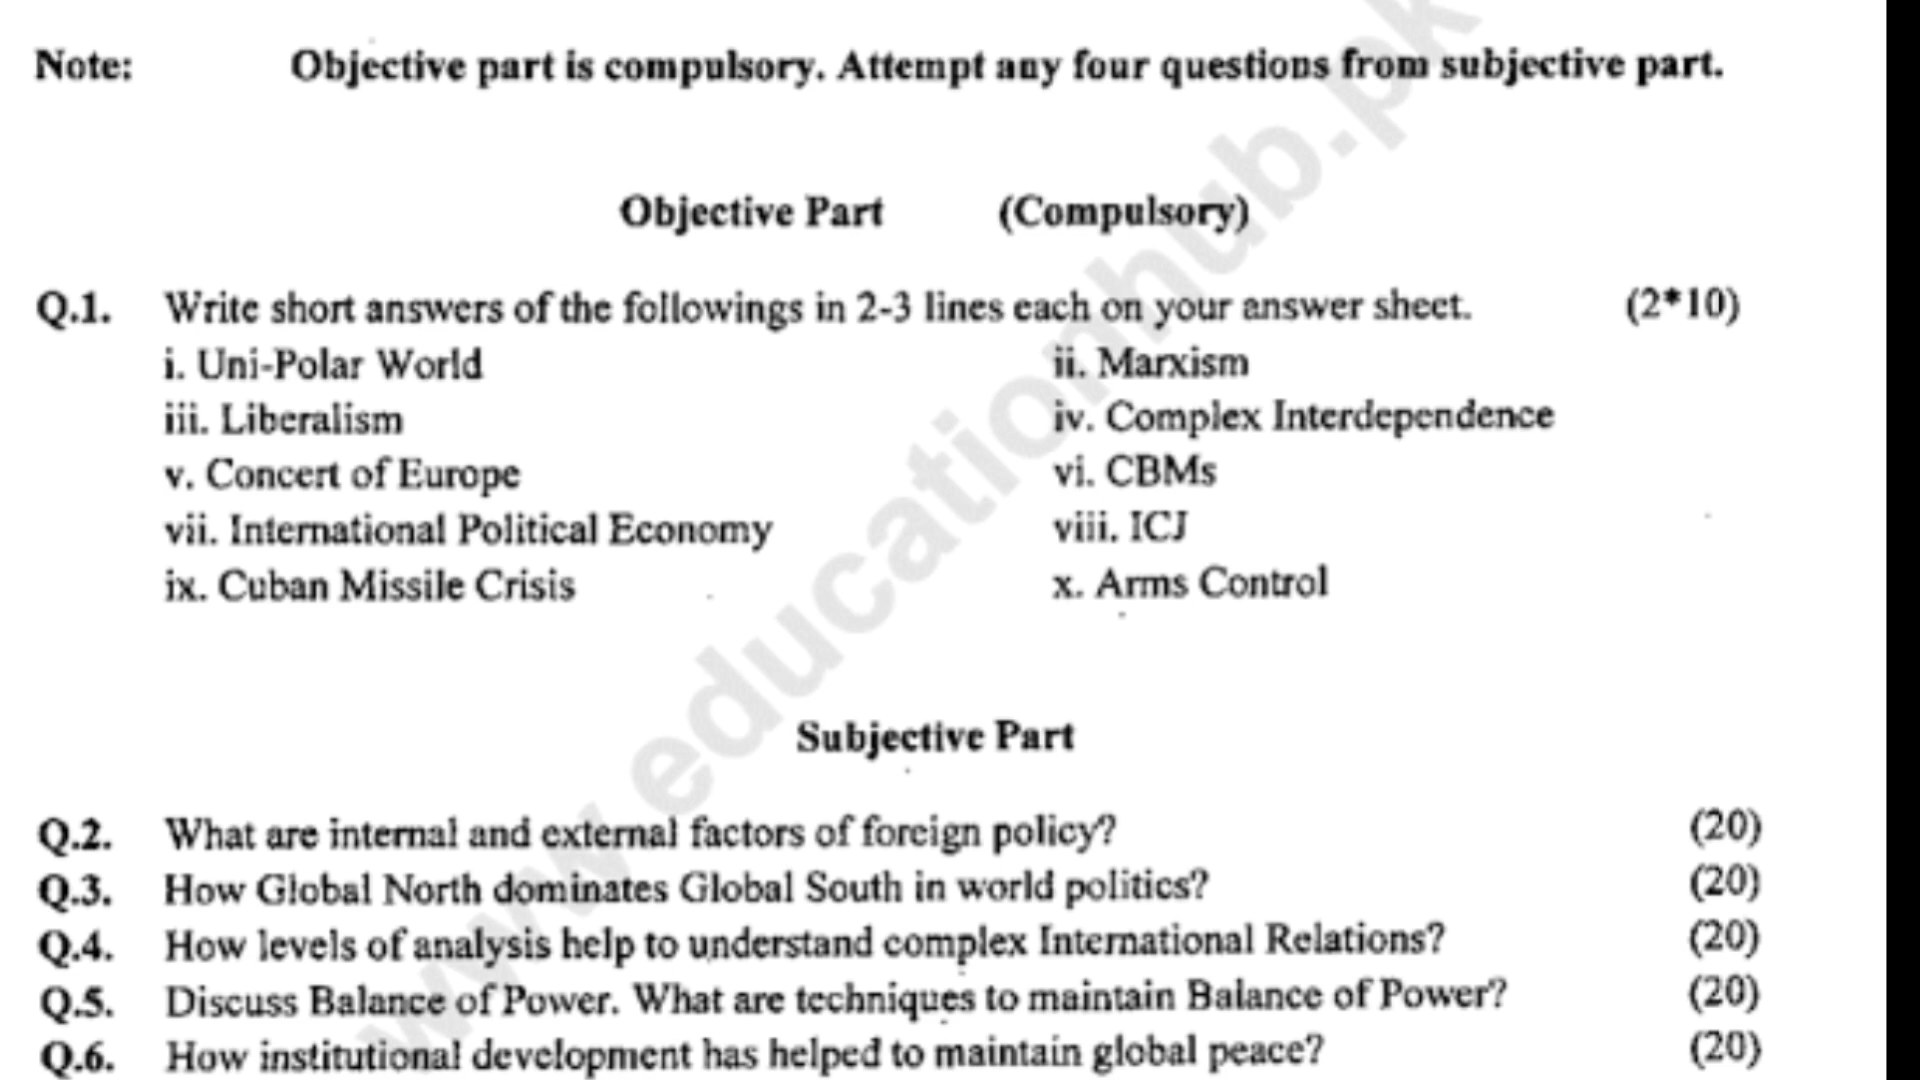 Note: Objective part is compulsory. Attempt any four questions from subjective part.
Objective Part (Compulsory)
Q.1. Write short answers of the followings in 2-3 lines each on your answer sheet. (2*10)
i. Uni-Polar World ii. Marxism
iii. Liberalism iv. Complex Interdependence
v. Concert of Europe vi. CBMs
vii. International Political Economy viii. ICJ
ix. Cuban Missile Crisis x. Arms Control
Subjective Part
Q.2. What are internal and external factors of foreign policy? (20)
Q.3. How Global North dominates Global South in world politics? (20)
Q.4. How levels of analysis help to understand complex International Relations? (20)
Q.5. Discuss Balance of Power. What are techniques to maintain Balance of Power? (20)
Q.6. How institutional development has helped to maintain global peace? (20)
www.educationhub.pk